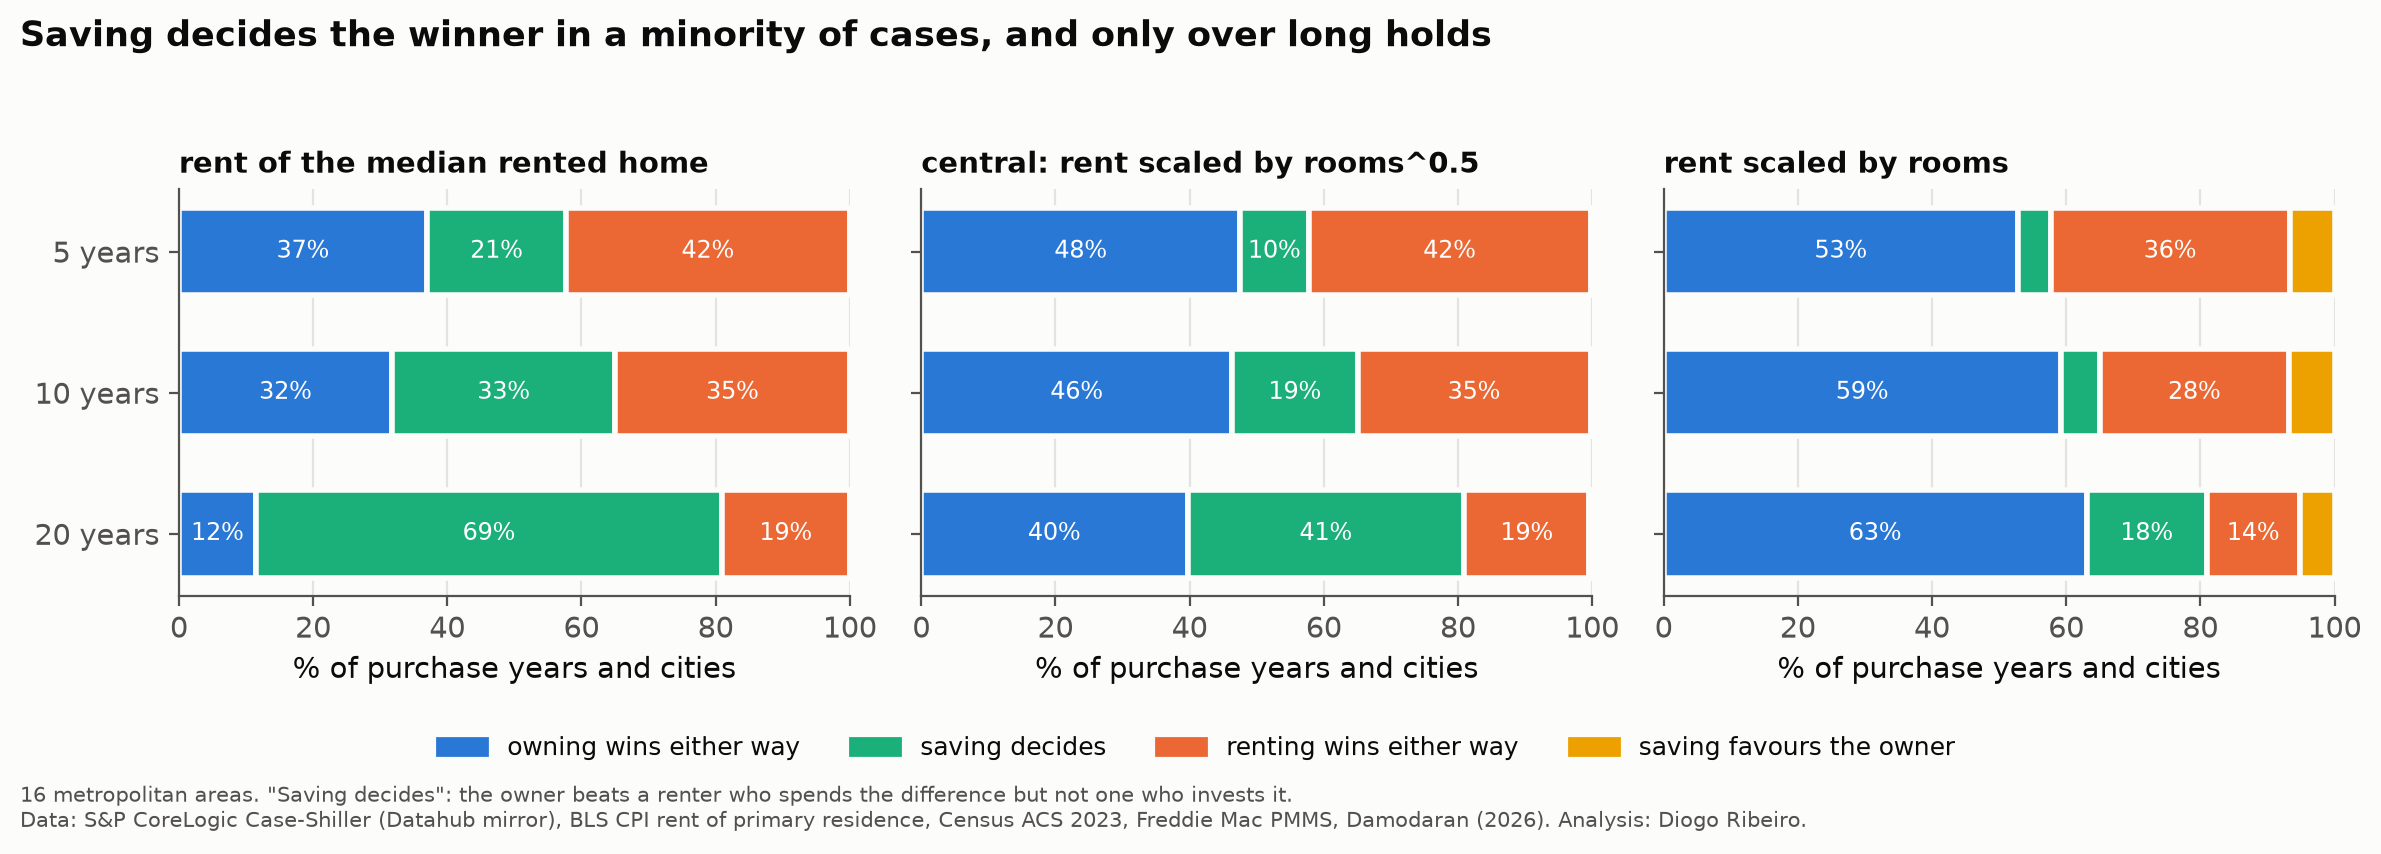 Saving decides the winner in a minority of cases, and only over long holds
rent of the median rented home
central: rent scaled by rooms^0.5
rent scaled by rooms
5 years
37%
21%
42%
48%
10%
42%
53%
36%
10 years
32%
33%
35%
46%
19%
35%
59%
28%
20 years
12%
69%
19%
40%
41%
19%
63%
18%
14%
0 20 40 60 80 100
0 20 40 60 80 100
0 20 40 60 80 100
% of purchase years and cities
% of purchase years and cities
% of purchase years and cities
owning wins either way
saving decides
renting wins either way
saving favours the owner
16 metropolitan areas. "Saving decides": the owner beats a renter who spends the difference but not one who invests it.
Data: S&P CoreLogic Case-Shiller (Datahub mirror), BLS CPI rent of primary residence, Census ACS 2023, Freddie Mac PMMS, Damodaran (2026). Analysis: Diogo Ribeiro.